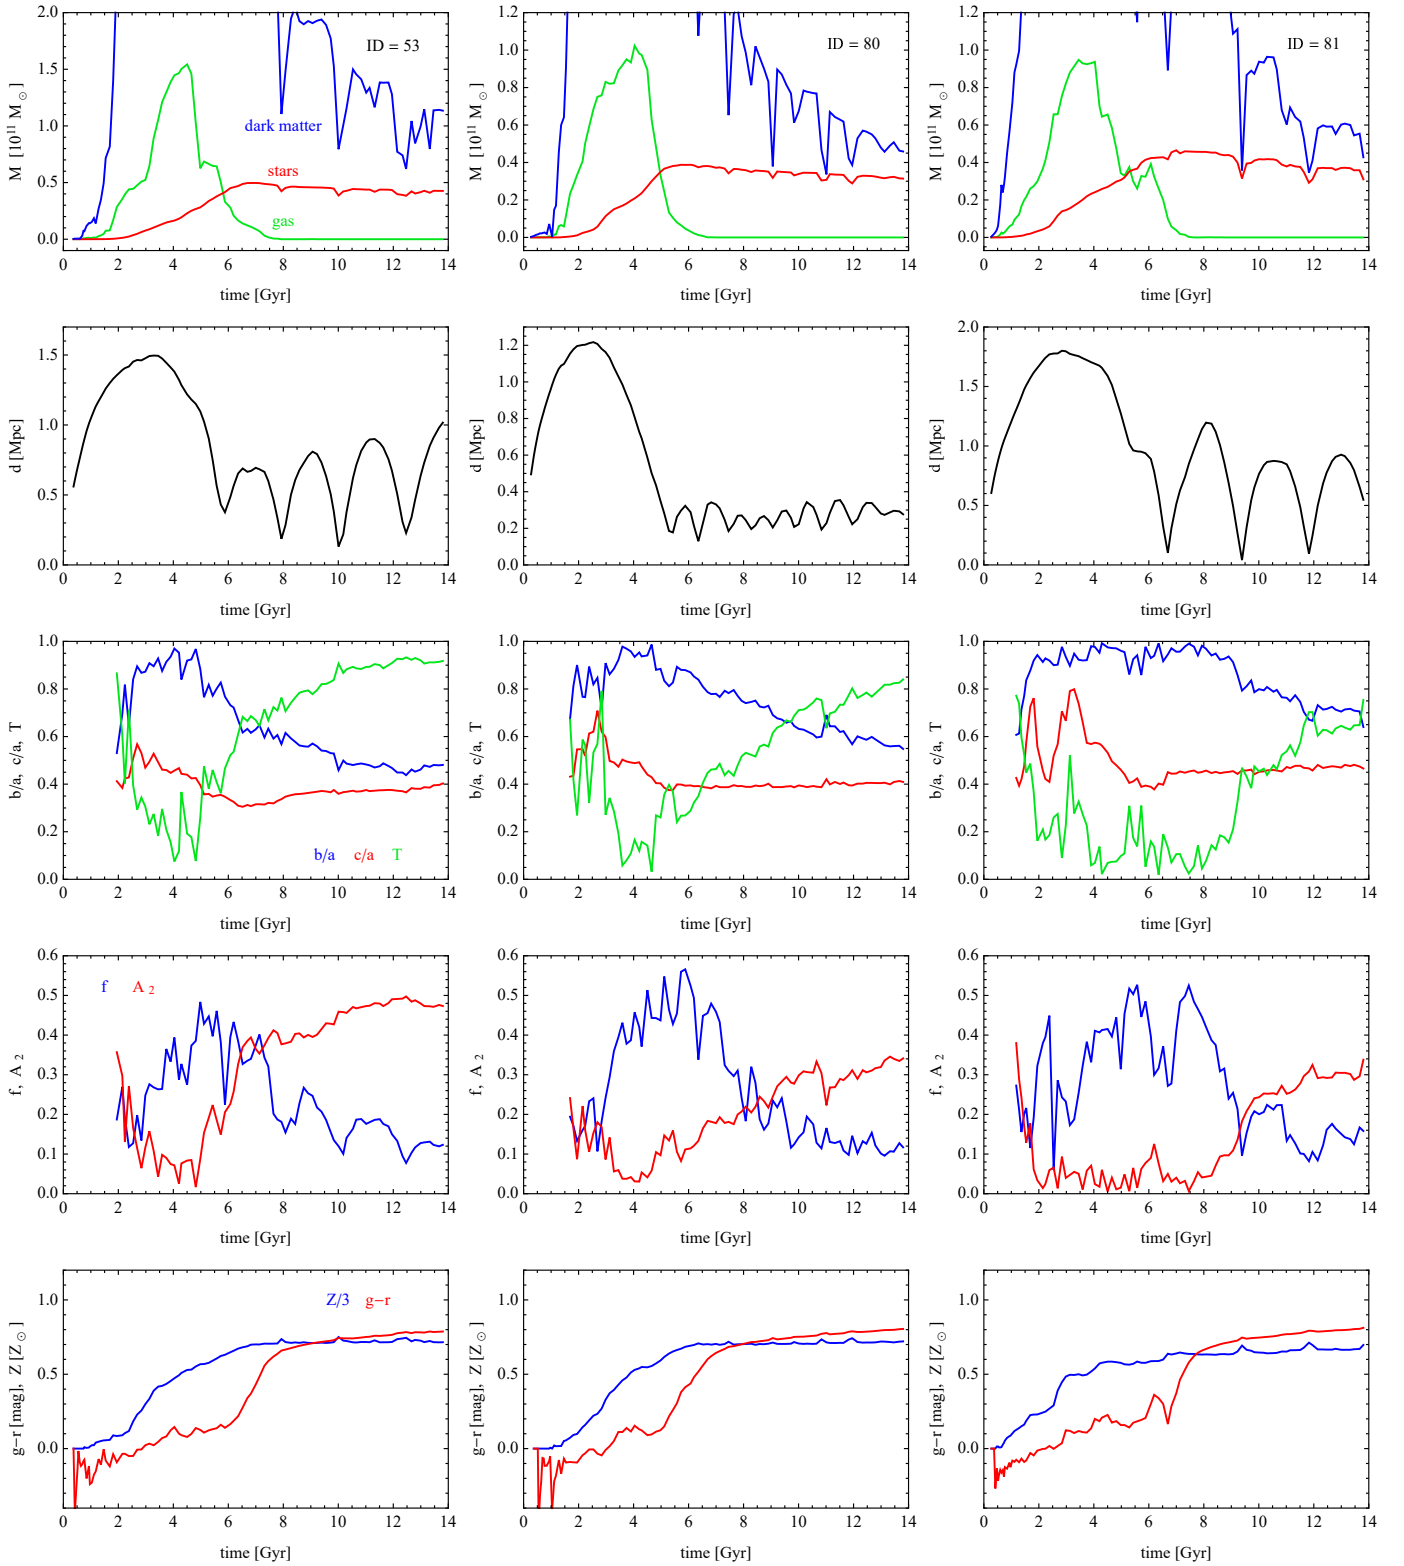 ID = 53
dark matter
stars
gas
M [10^11 M_⊙]
0.0 0.5 1.0 1.5 2.0
0 2 4 6 8 10 12 14
time [Gyr]
ID = 80
M [10^11 M_⊙]
0.0 0.2 0.4 0.6 0.8 1.0 1.2
0 2 4 6 8 10 12 14
time [Gyr]
ID = 81
M [10^11 M_⊙]
0.0 0.2 0.4 0.6 0.8 1.0 1.2
0 2 4 6 8 10 12 14
time [Gyr]
d [Mpc]
0.0 0.5 1.0 1.5
0 2 4 6 8 10 12 14
time [Gyr]
d [Mpc]
0.0 0.2 0.4 0.6 0.8 1.0 1.2
0 2 4 6 8 10 12 14
time [Gyr]
d [Mpc]
0.0 0.5 1.0 1.5 2.0
0 2 4 6 8 10 12 14
time [Gyr]
b/a, c/a, T
0.0 0.2 0.4 0.6 0.8 1.0
b/a c/a T
0 2 4 6 8 10 12 14
time [Gyr]
b/a, c/a, T
0.0 0.2 0.4 0.6 0.8 1.0
0 2 4 6 8 10 12 14
time [Gyr]
b/a, c/a, T
0.0 0.2 0.4 0.6 0.8 1.0
0 2 4 6 8 10 12 14
time [Gyr]
f, A_2
0.0 0.1 0.2 0.3 0.4 0.5 0.6
f A_2
0 2 4 6 8 10 12 14
time [Gyr]
f, A_2
0.0 0.1 0.2 0.3 0.4 0.5 0.6
0 2 4 6 8 10 12 14
time [Gyr]
f, A_2
0.0 0.1 0.2 0.3 0.4 0.5 0.6
0 2 4 6 8 10 12 14
time [Gyr]
g−r [mag], Z [Z_⊙]
0.0 0.5 1.0
Z/3 g−r
0 2 4 6 8 10 12 14
time [Gyr]
g−r [mag], Z [Z_⊙]
0.0 0.5 1.0
0 2 4 6 8 10 12 14
time [Gyr]
g−r [mag], Z [Z_⊙]
0.0 0.5 1.0
0 2 4 6 8 10 12 14
time [Gyr]